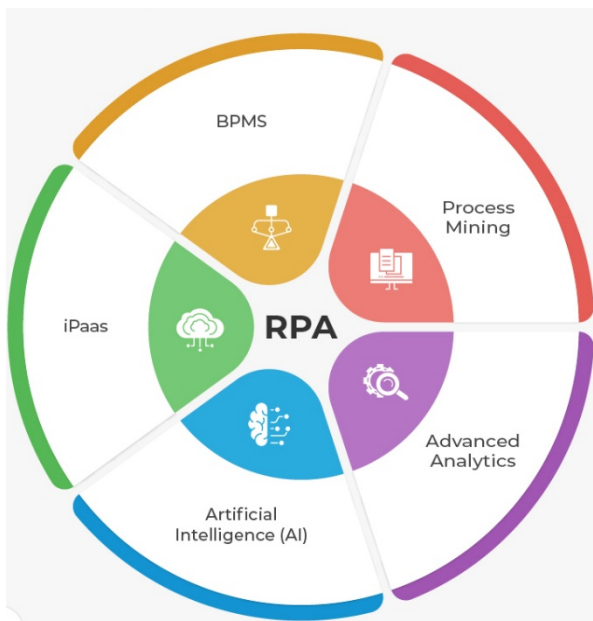 BPMS
Process
Mining
iPaas
RPA
Advanced
Analytics
Artificial
Intelligence (AI)